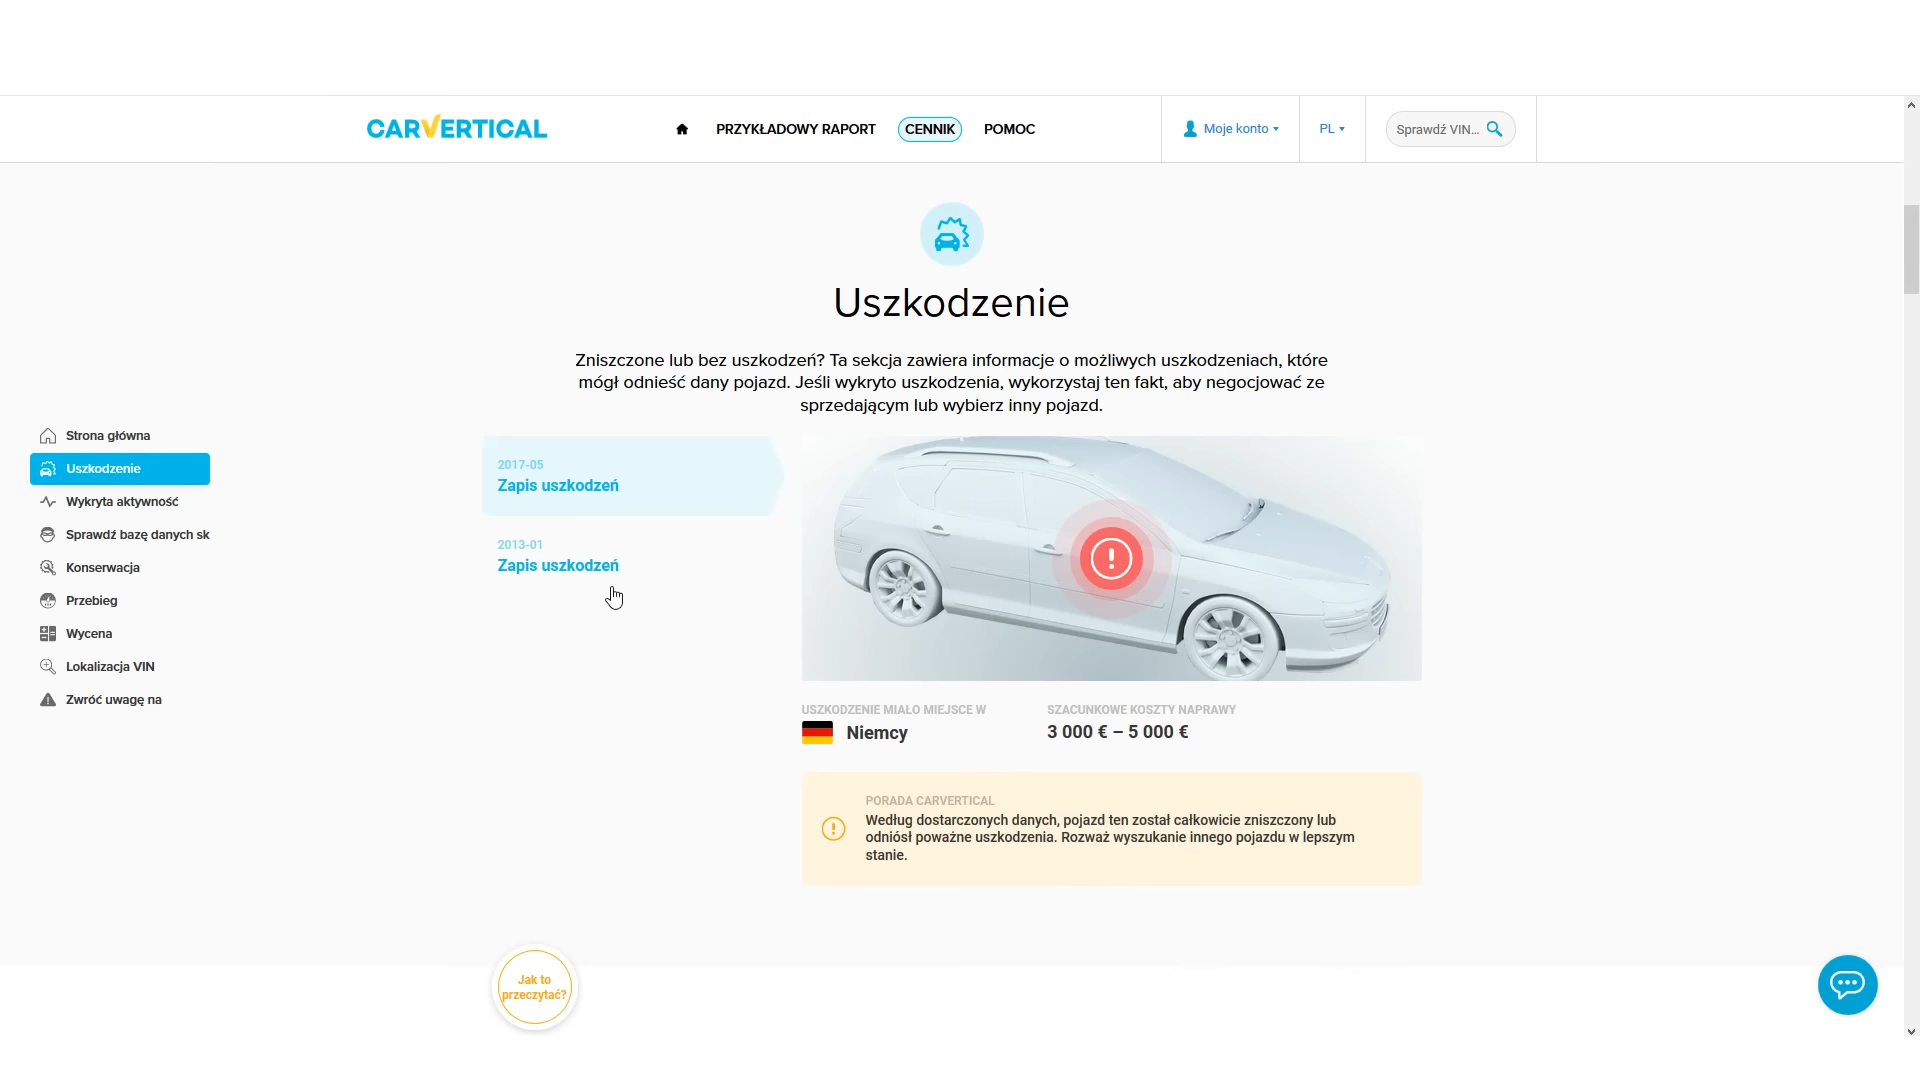 CARVERTICAL
PRZYKŁADOWY RAPORT
CENNIK
POMOC
Moje konto
PL
Sprawdź VIN...
Uszkodzenie
Zniszczone lub bez uszkodzeń? Ta sekcja zawiera informacje o możliwych uszkodzeniach, które
mógł odnieść dany pojazd. Jeśli wykryto uszkodzenia, wykorzystaj ten fakt, aby negocjować ze
sprzedającym lub wybierz inny pojazd.
Strona główna
Uszkodzenie
Wykryta aktywność
Sprawdź bazę danych sk
Konserwacja
Przebieg
Wycena
Lokalizacja VIN
Zwróć uwagę na
2017-05
Zapis uszkodzeń
2013-01
Zapis uszkodzeń
USZKODZENIE MIAŁO MIEJSCE W
Niemcy
SZACUNKOWE KOSZTY NAPRAWY
3 000 € – 5 000 €
PORADA CARVERTICAL
Według dostarczonych danych, pojazd ten został całkowicie zniszczony lub
odniósł poważne uszkodzenia. Rozważ wyszukanie innego pojazdu w lepszym
stanie.
Jak to
przeczytać?